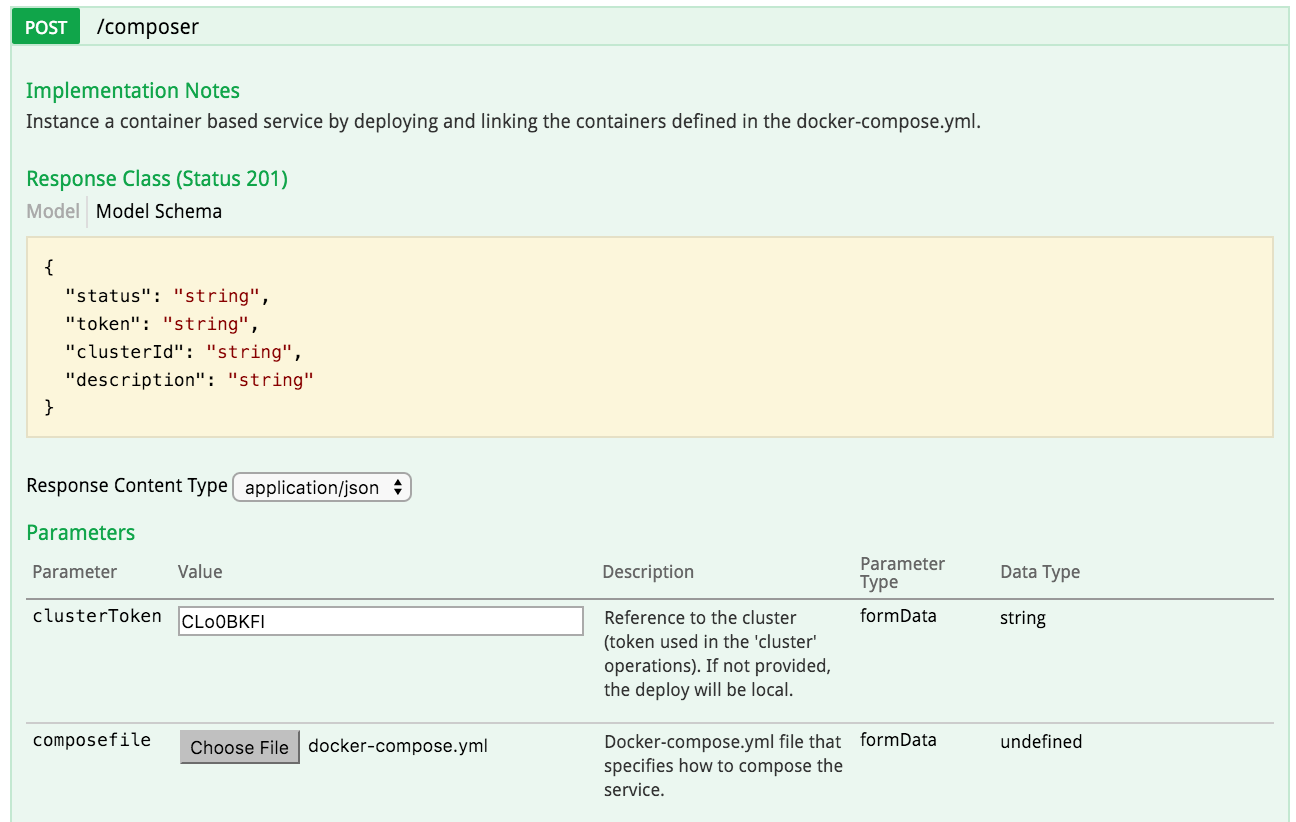 POST /composer
Implementation Notes
Instance a container based service by deploying and linking the containers defined in the docker-compose.yml.
Response Class (Status 201)
Model Model Schema
{
"status": "string",
"token": "string",
"clusterId": "string",
"description": "string"
}
Response Content Type application/json
Parameters
Parameter Value Description Parameter Type Data Type
clusterToken CLo0BKFI Reference to the cluster formData string
(token used in the 'cluster'
operations). If not provided,
the deploy will be local.
composefile Choose File docker-compose.yml Docker-compose.yml file that formData undefined
specifies how to compose the
service.